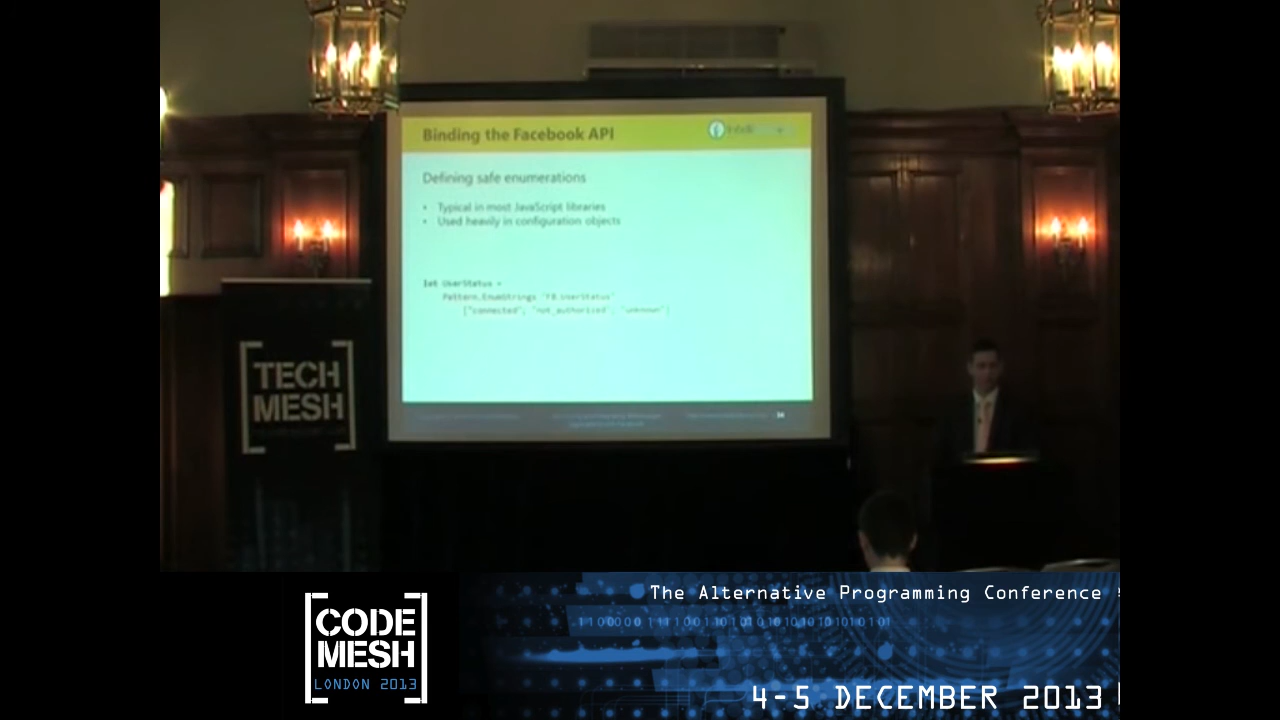 Binding the Facebook API
Defining safe enumerations
• Typical in most JavaScript libraries
• Used heavily in configuration objects
let UserStatus =
Pattern.EnumStrings "FB.UserStatus"
["connected"; "not_authorized"; "unknown"]
34
TECH
MESH
CODE
MESH
LONDON 2013
The Alternative Programming Conference
4-5 DECEMBER 2013